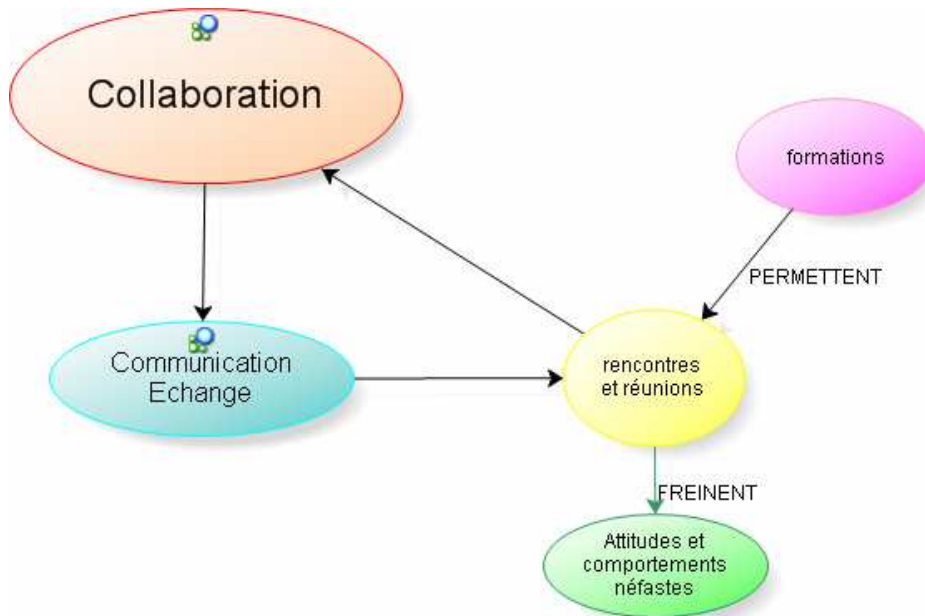 Collaboration
formations
PERMETTENT
Communication
Echange
rencontres
et réunions
FREINENT
Attitudes et
comportements
néfastes